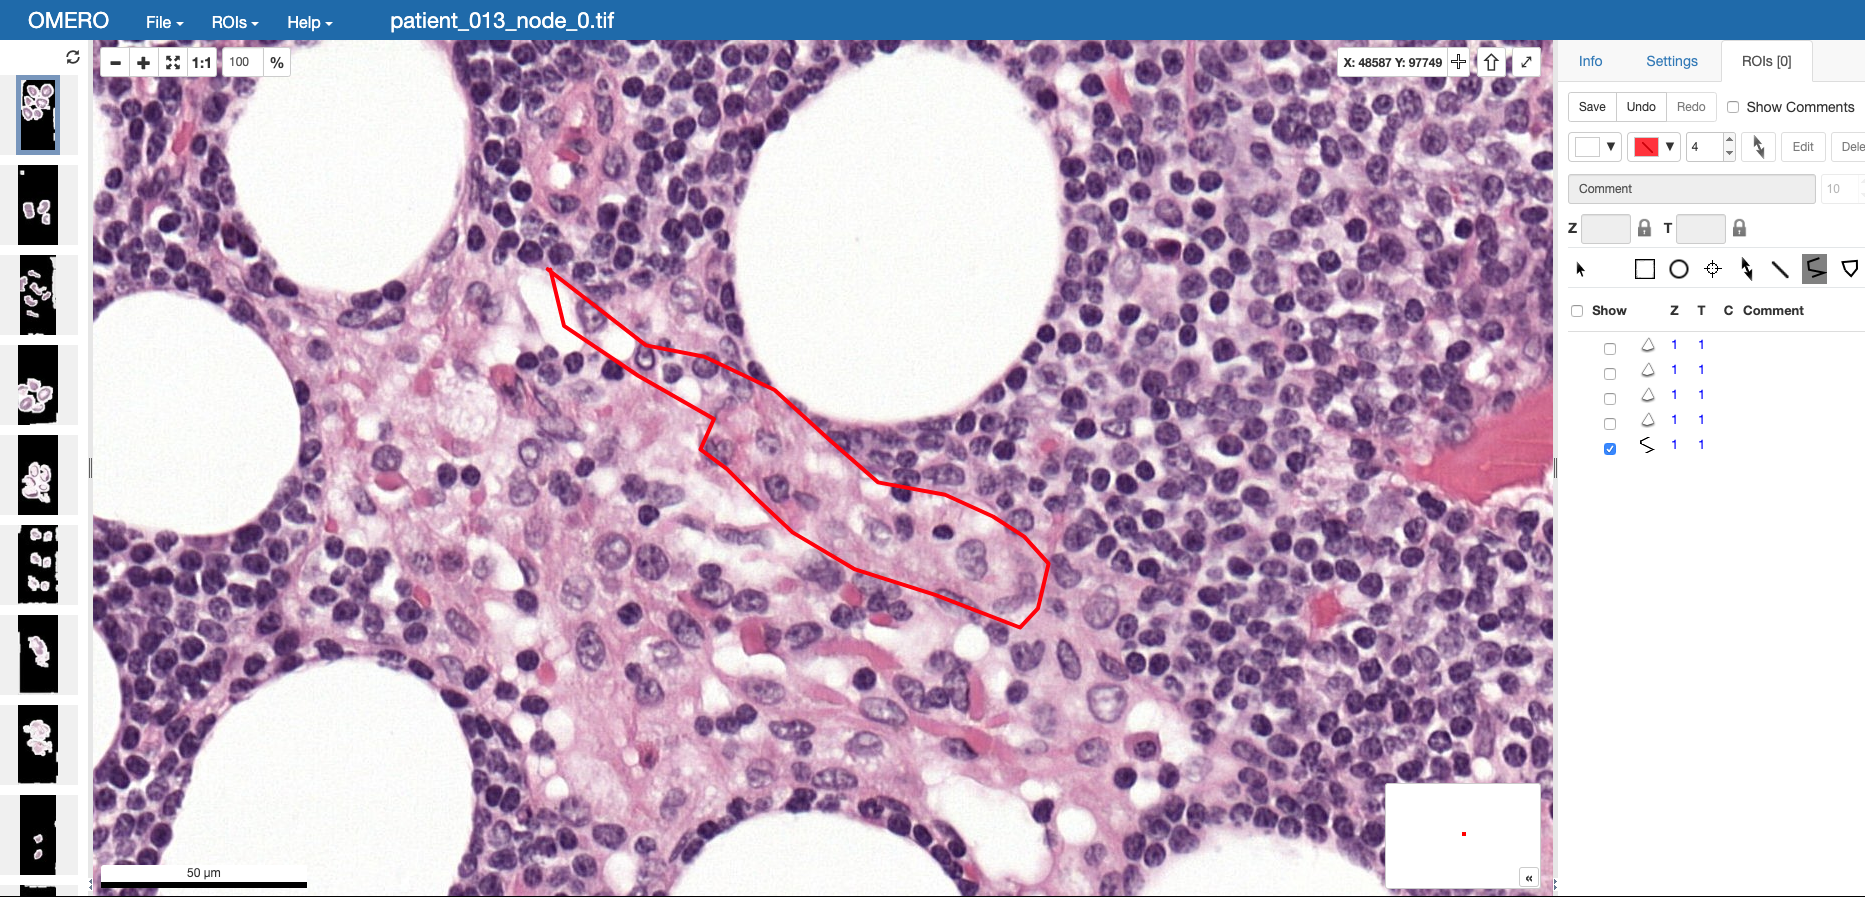 OMERO File ROIs Help patient_013_node_0.tif
1:1 100 % X: 48587 Y: 97749
Info Settings ROIs [0]
Save Undo Redo Show Comments
4 Edit Dele
Comment 10
Z T
Show Z T C Comment
1 1
1 1
1 1
1 1
1 1
50 µm
«